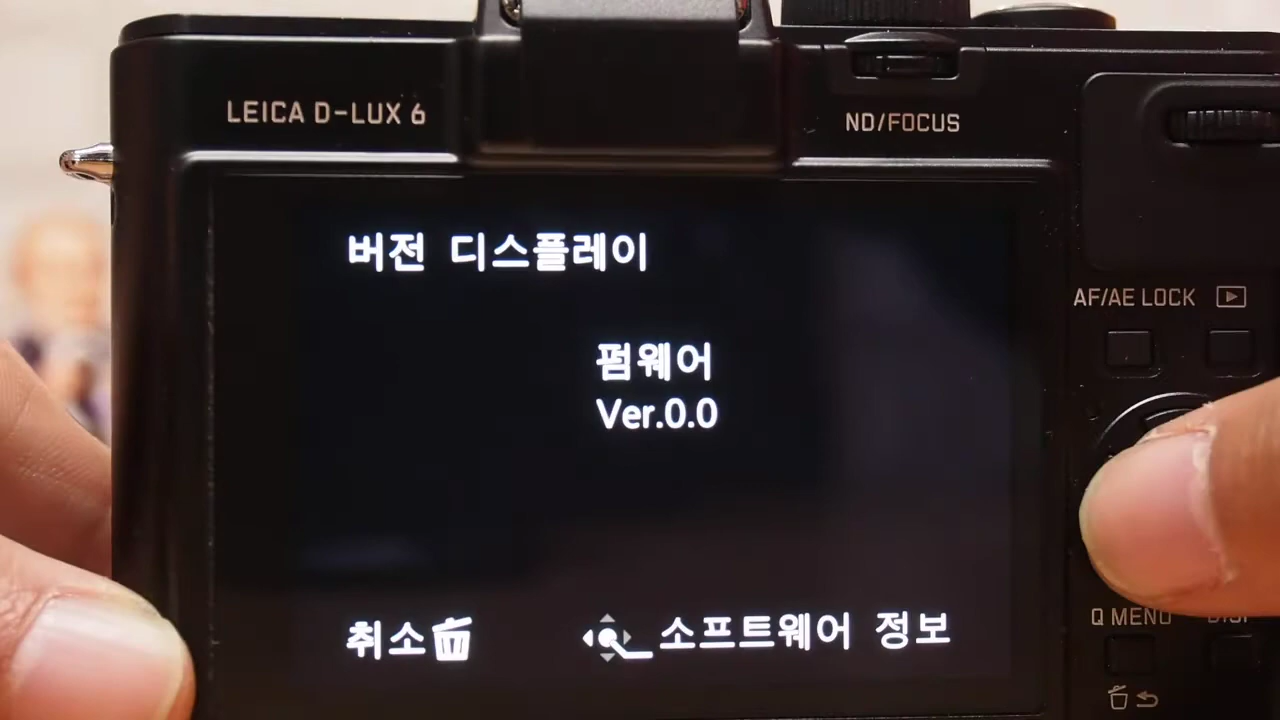 LEICA D-LUX 6
ND/FOCUS
버전 디스플레이
AF/AE LOCK
펌웨어
Ver.0.0
Q MENU
취소
소프트웨어 정보